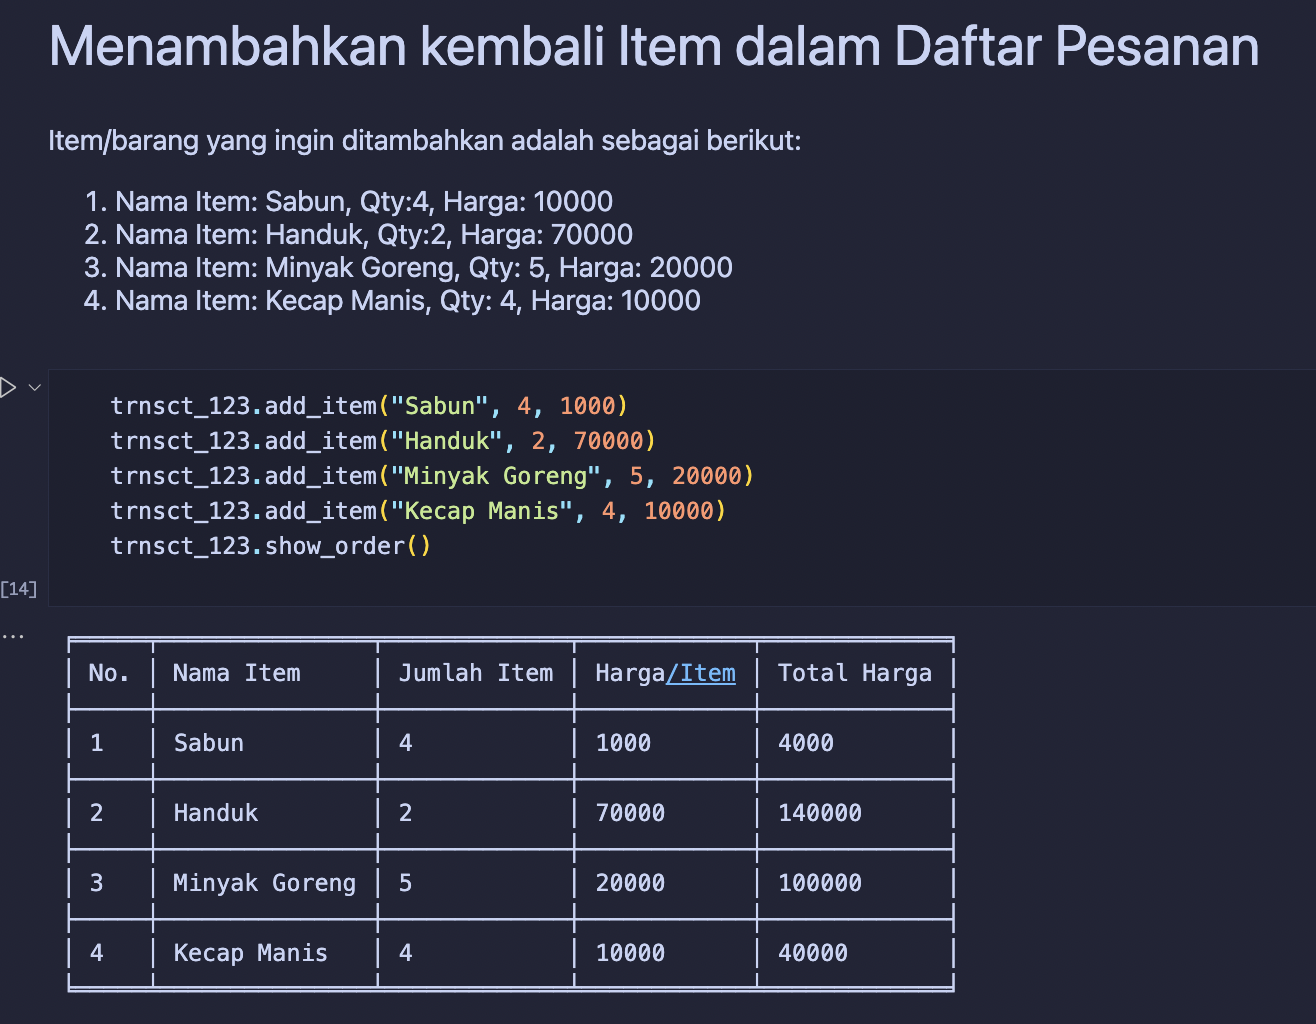 Menambahkan kembali Item dalam Daftar Pesanan
Item/barang yang ingin ditambahkan adalah sebagai berikut:
1. Nama Item: Sabun, Qty:4, Harga: 10000
2. Nama Item: Handuk, Qty:2, Harga: 70000
3. Nama Item: Minyak Goreng, Qty: 5, Harga: 20000
4. Nama Item: Kecap Manis, Qty: 4, Harga: 10000
trnsct_123.add_item("Sabun", 4, 1000)
trnsct_123.add_item("Handuk", 2, 70000)
trnsct_123.add_item("Minyak Goreng", 5, 20000)
trnsct_123.add_item("Kecap Manis", 4, 10000)
trnsct_123.show_order()
[14]
...
No. Nama Item Jumlah Item Harga/Item Total Harga
1 Sabun 4 1000 4000
2 Handuk 2 70000 140000
3 Minyak Goreng 5 20000 100000
4 Kecap Manis 4 10000 40000